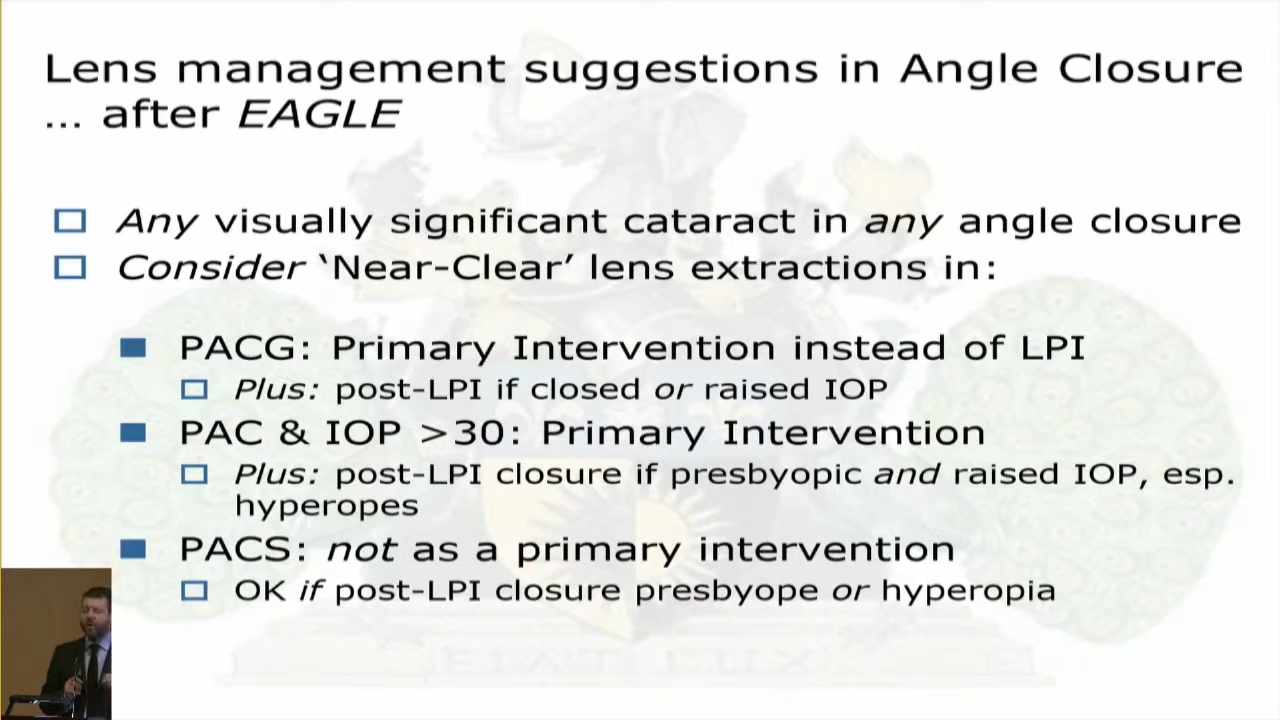 Lens management suggestions in Angle Closure
... after EAGLE
Any visually significant cataract in any angle closure
Consider ‘Near-Clear’ lens extractions in:
PACG: Primary Intervention instead of LPI
Plus: post-LPI if closed or raised IOP
PAC & IOP >30: Primary Intervention
Plus: post-LPI closure if presbyopic and raised IOP, esp.
hyperopes
PACS: not as a primary intervention
OK if post-LPI closure presbyope or hyperopia
FIAT LUX